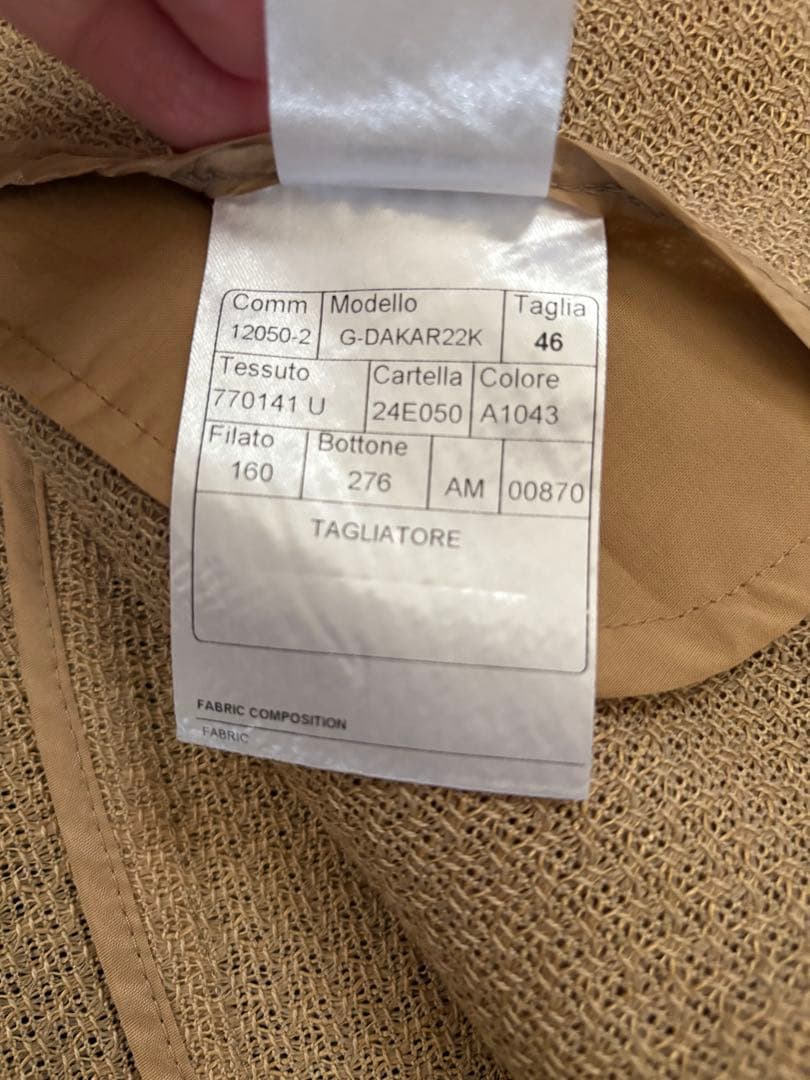 Comm Modello Taglia
12050-2 G-DAKAR22K 46
Tessuto Cartella Colore
770141 U 24E050 A1043
Filato Bottone
160 276 AM 00870
TAGLIATORE
FABRIC COMPOSITION
FABRIC